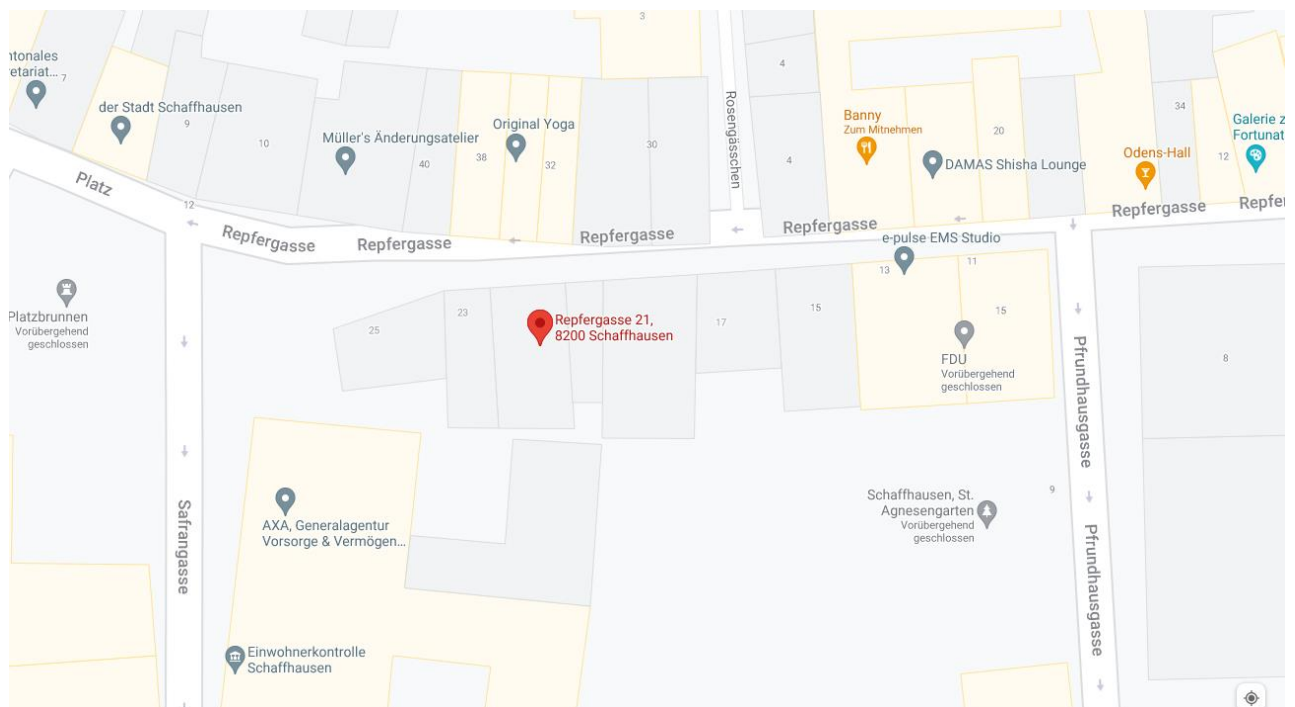 3
ntonales
etariat...
7
der Stadt Schaffhausen
9
10
Müller's Änderungsatelier
40
38
Original Yoga
32
30
Rosengässchen
4
4
Banny
Zum Mitnehmen
20
DAMAS Shisha Lounge
34
Odens-Hall
12
Galerie z
Fortunat
Platz
12
Repfergasse
Repfergasse
Repfergasse
Repfergasse
Repfergasse
Repfer
e-pulse EMS Studio
13
11
15
FDU
Vorübergehend
geschlossen
Platzbrunnen
Vorübergehend
geschlossen
25
23
Repfergasse 21,
8200 Schaffhausen
17
15
8
Pfrundhausgasse
Pfrundhausgasse
9
Schaffhausen, St.
Agnesengarten
Vorübergehend
geschlossen
Safrangasse
AXA, Generalagentur
Vorsorge & Vermögen...
Einwohnerkontrolle
Schaffhausen